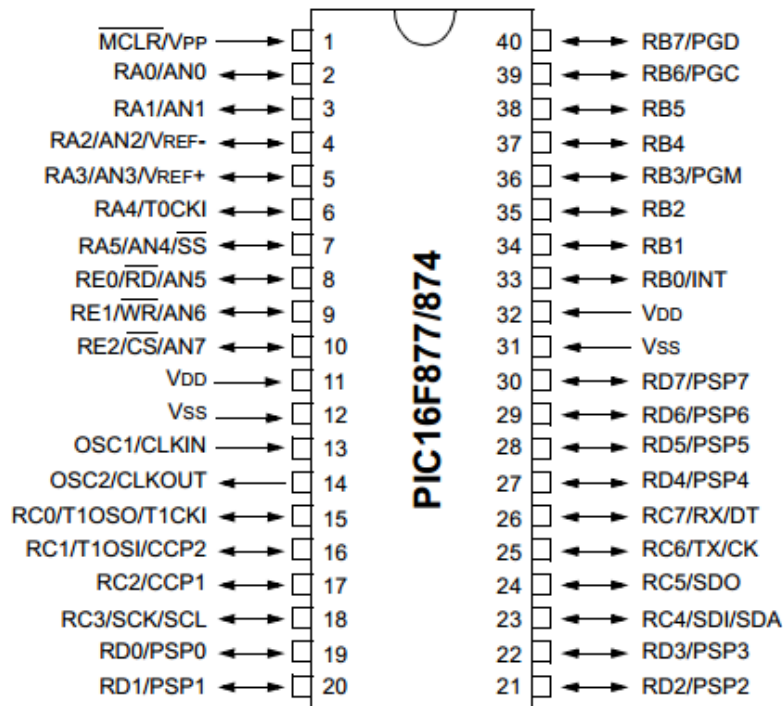 MCLR/VPP 1 40 RB7/PGD
RA0/AN0 2 39 RB6/PGC
RA1/AN1 3 38 RB5
RA2/AN2/VREF- 4 37 RB4
RA3/AN3/VREF+ 5 36 RB3/PGM
RA4/T0CKI 6 35 RB2
RA5/AN4/SS 7 34 RB1
RE0/RD/AN5 8 33 RB0/INT
RE1/WR/AN6 9 32 VDD
RE2/CS/AN7 10 31 VSS
VDD 11 30 RD7/PSP7
VSS 12 29 RD6/PSP6
OSC1/CLKIN 13 28 RD5/PSP5
OSC2/CLKOUT 14 27 RD4/PSP4
RC0/T1OSO/T1CKI 15 26 RC7/RX/DT
RC1/T1OSI/CCP2 16 25 RC6/TX/CK
RC2/CCP1 17 24 RC5/SDO
RC3/SCK/SCL 18 23 RC4/SDI/SDA
RD0/PSP0 19 22 RD3/PSP3
RD1/PSP1 20 21 RD2/PSP2
PIC16F877/874